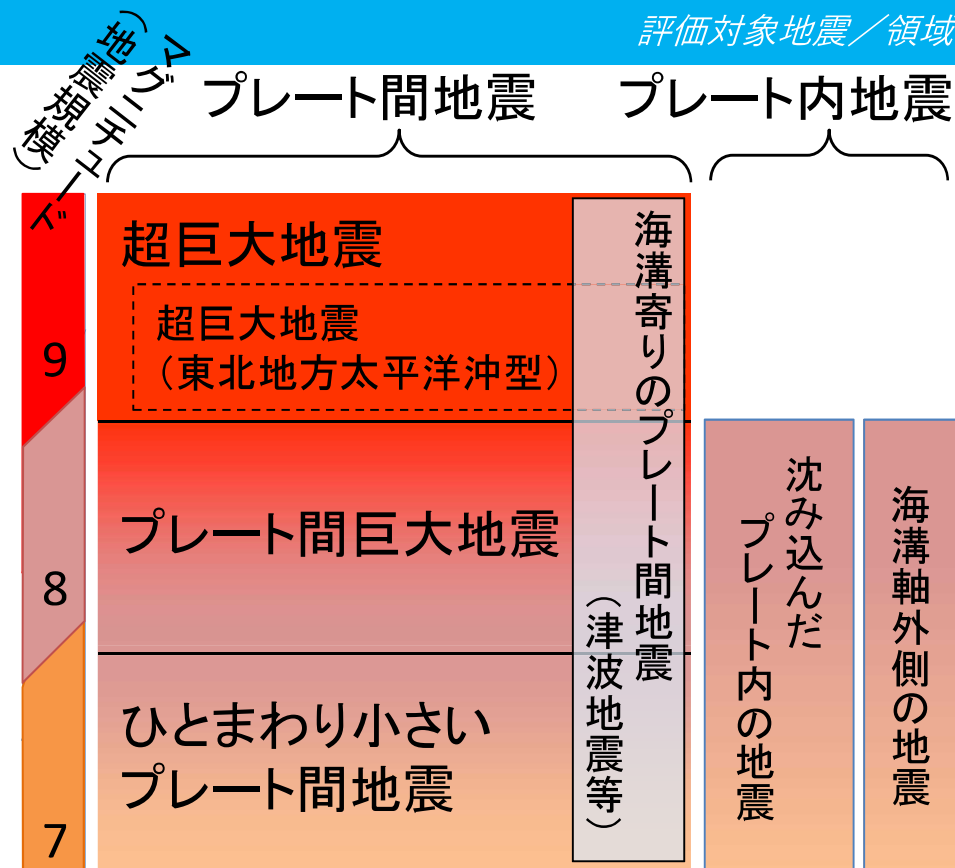 評価対象地震／領域
マグニチュード
（地震規模）
プレート間地震
プレート内地震
9
8
7
超巨大地震
超巨大地震
（東北地方太平洋沖型）
プレート間巨大地震
ひとまわり小さい
プレート間地震
海溝寄りのプレート間地震
（津波地震等）
沈み込んだ
プレート内の地震
海溝軸外側の地震